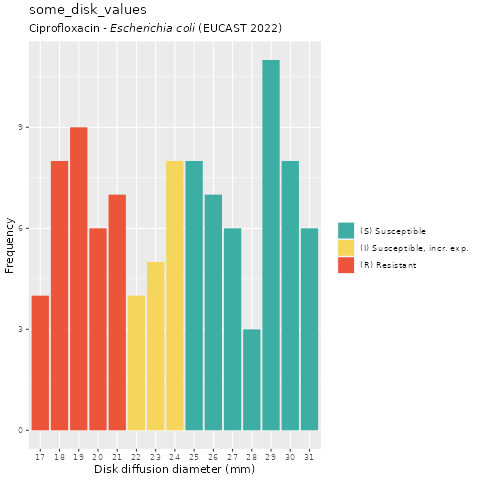 some_disk_values
Ciprofloxacin - Escherichia coli (EUCAST 2022)
Frequency
9
6
3
0
17 18 19 20 21 22 23 24 25 26 27 28 29 30 31
Disk diffusion diameter (mm)
(S) Susceptible
(I) Susceptible, incr. exp.
(R) Resistant